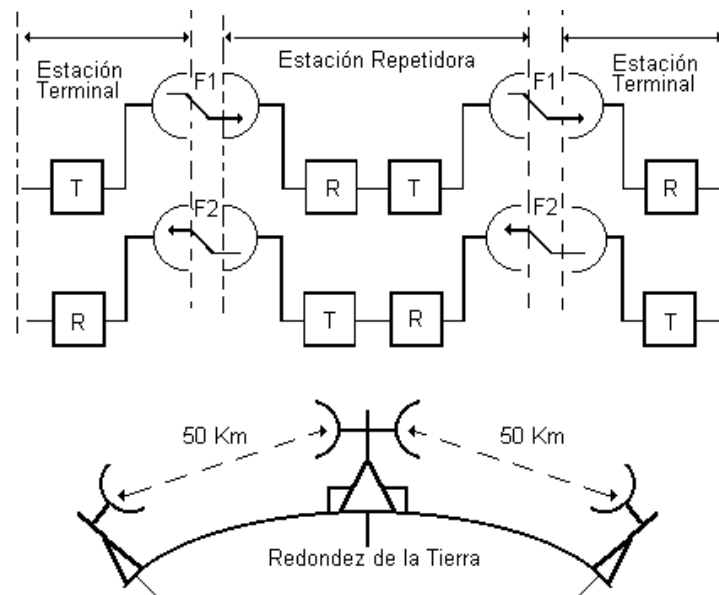 Estación
Terminal
Estación Repetidora
Estación
Terminal
F1
F1
T
R
T
R
F2
F2
R
T
R
T
50 Km
50 Km
Redondez de la Tierra